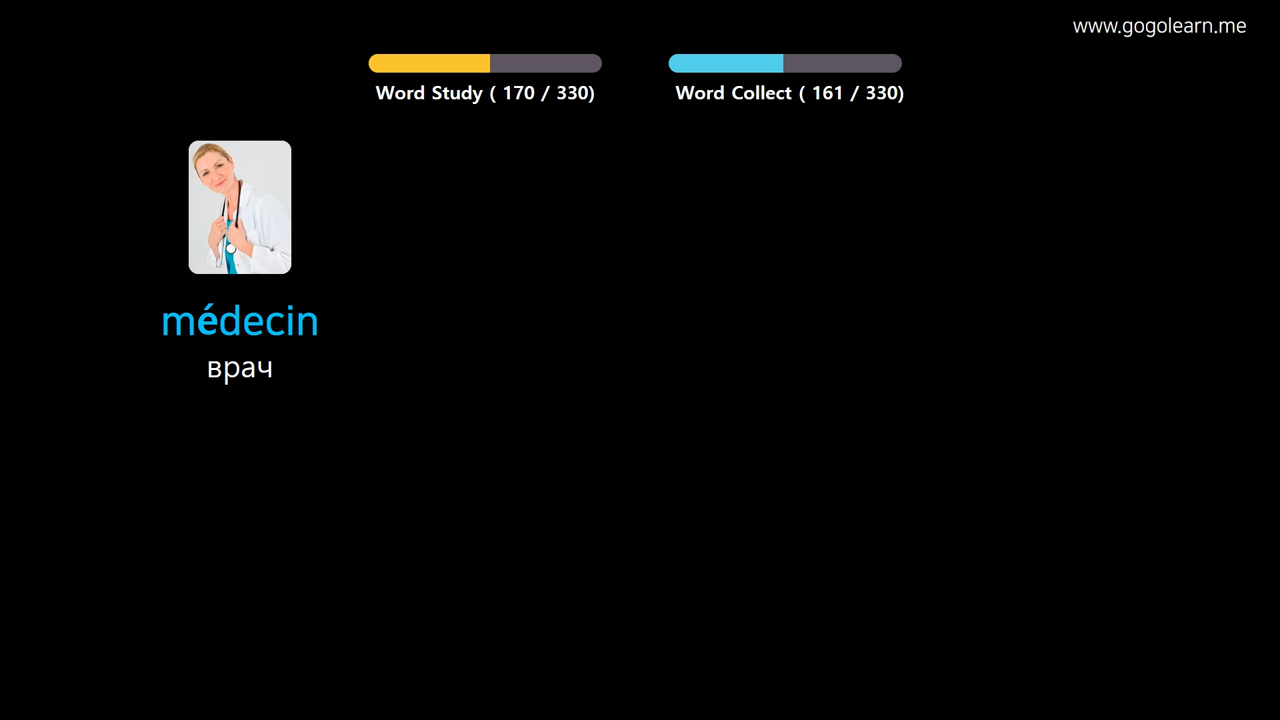 www.gogolearn.me
Word Study ( 170 / 330)
Word Collect ( 161 / 330)
médecin
врач